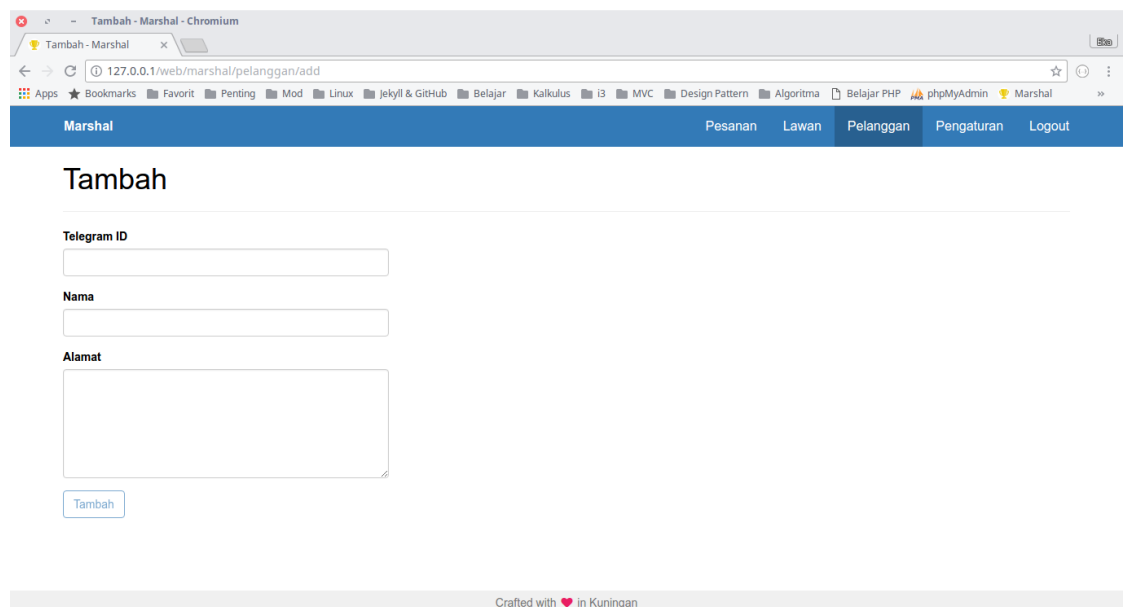 Tambah - Marshal - Chromium
Tambah - Marshal
Eko
127.0.0.1/web/marshal/pelanggan/add
Apps Bookmarks Favorit Penting Mod Linux Jekyll & GitHub Belajar Kalkulus i3 MVC Design Pattern Algoritma Belajar PHP phpMyAdmin Marshal »
Marshal Pesanan Lawan Pelanggan Pengaturan Logout
Tambah
Telegram ID
Nama
Alamat
Tambah
Crafted with ❤ in Kuningan